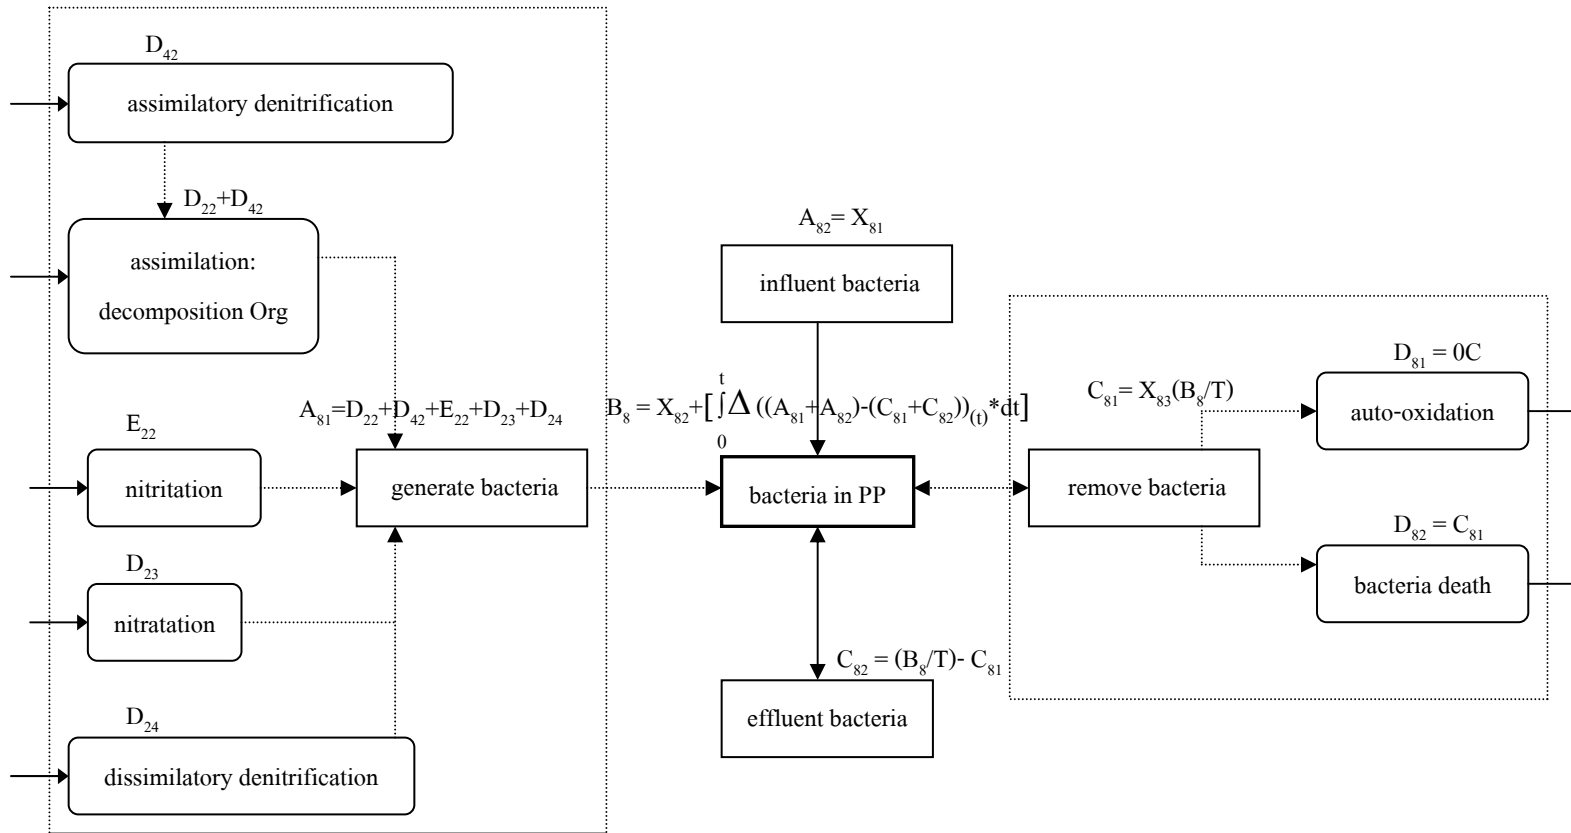 D₄₂
assimilatory denitrification
D₂₂+D₄₂
assimilation:
decomposition Org
A₈₁=D₂₂+D₄₂+E₂₂+D₂₃+D₂₄
E₂₂
nitritation
generate bacteria
D₂₃
nitratation
D₂₄
dissimilatory denitrification
A₈₂= X₈₁
influent bacteria
t
B₈ = X₈₂+[∫Δ ((A₈₁+A₈₂)-(C₈₁+C₈₂))₍t₎*dt]
0
bacteria in PP
C₈₂ = (B₈/T)- C₈₁
effluent bacteria
C₈₁= X₈₃(B₈/T)
remove bacteria
D₈₁ = 0C
auto-oxidation
D₈₂ = C₈₁
bacteria death